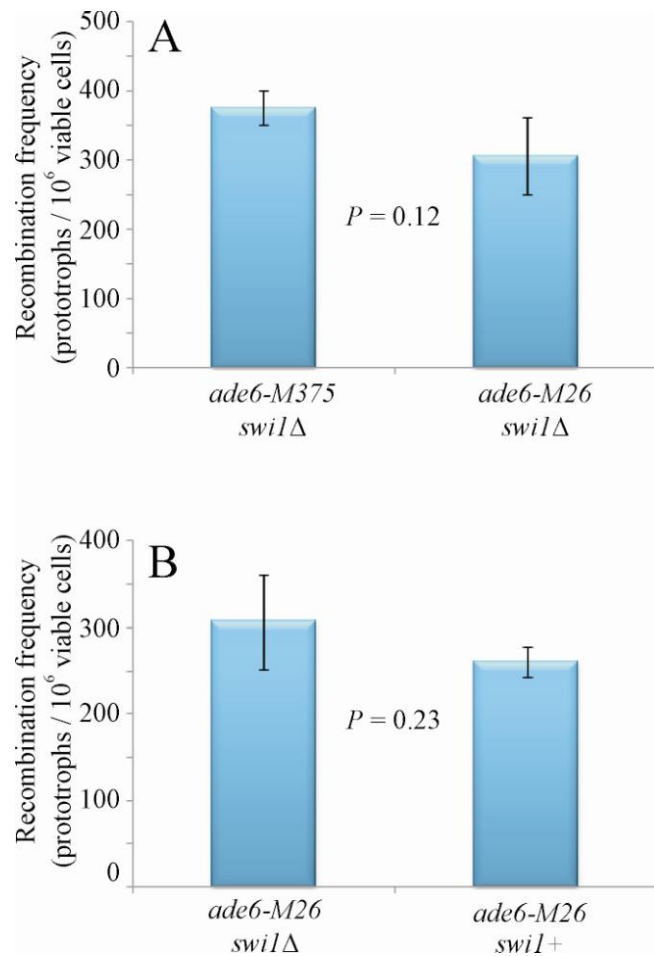 A
Recombination frequency
(prototrophs / 10⁶ viable cells)
500
400
300
200
100
0
P = 0.12
ade6-M375
swi1Δ
ade6-M26
swi1Δ
B
Recombination frequency
(prototrophs / 10⁶ viable cells)
400
300
200
100
0
P = 0.23
ade6-M26
swi1Δ
ade6-M26
swi1+